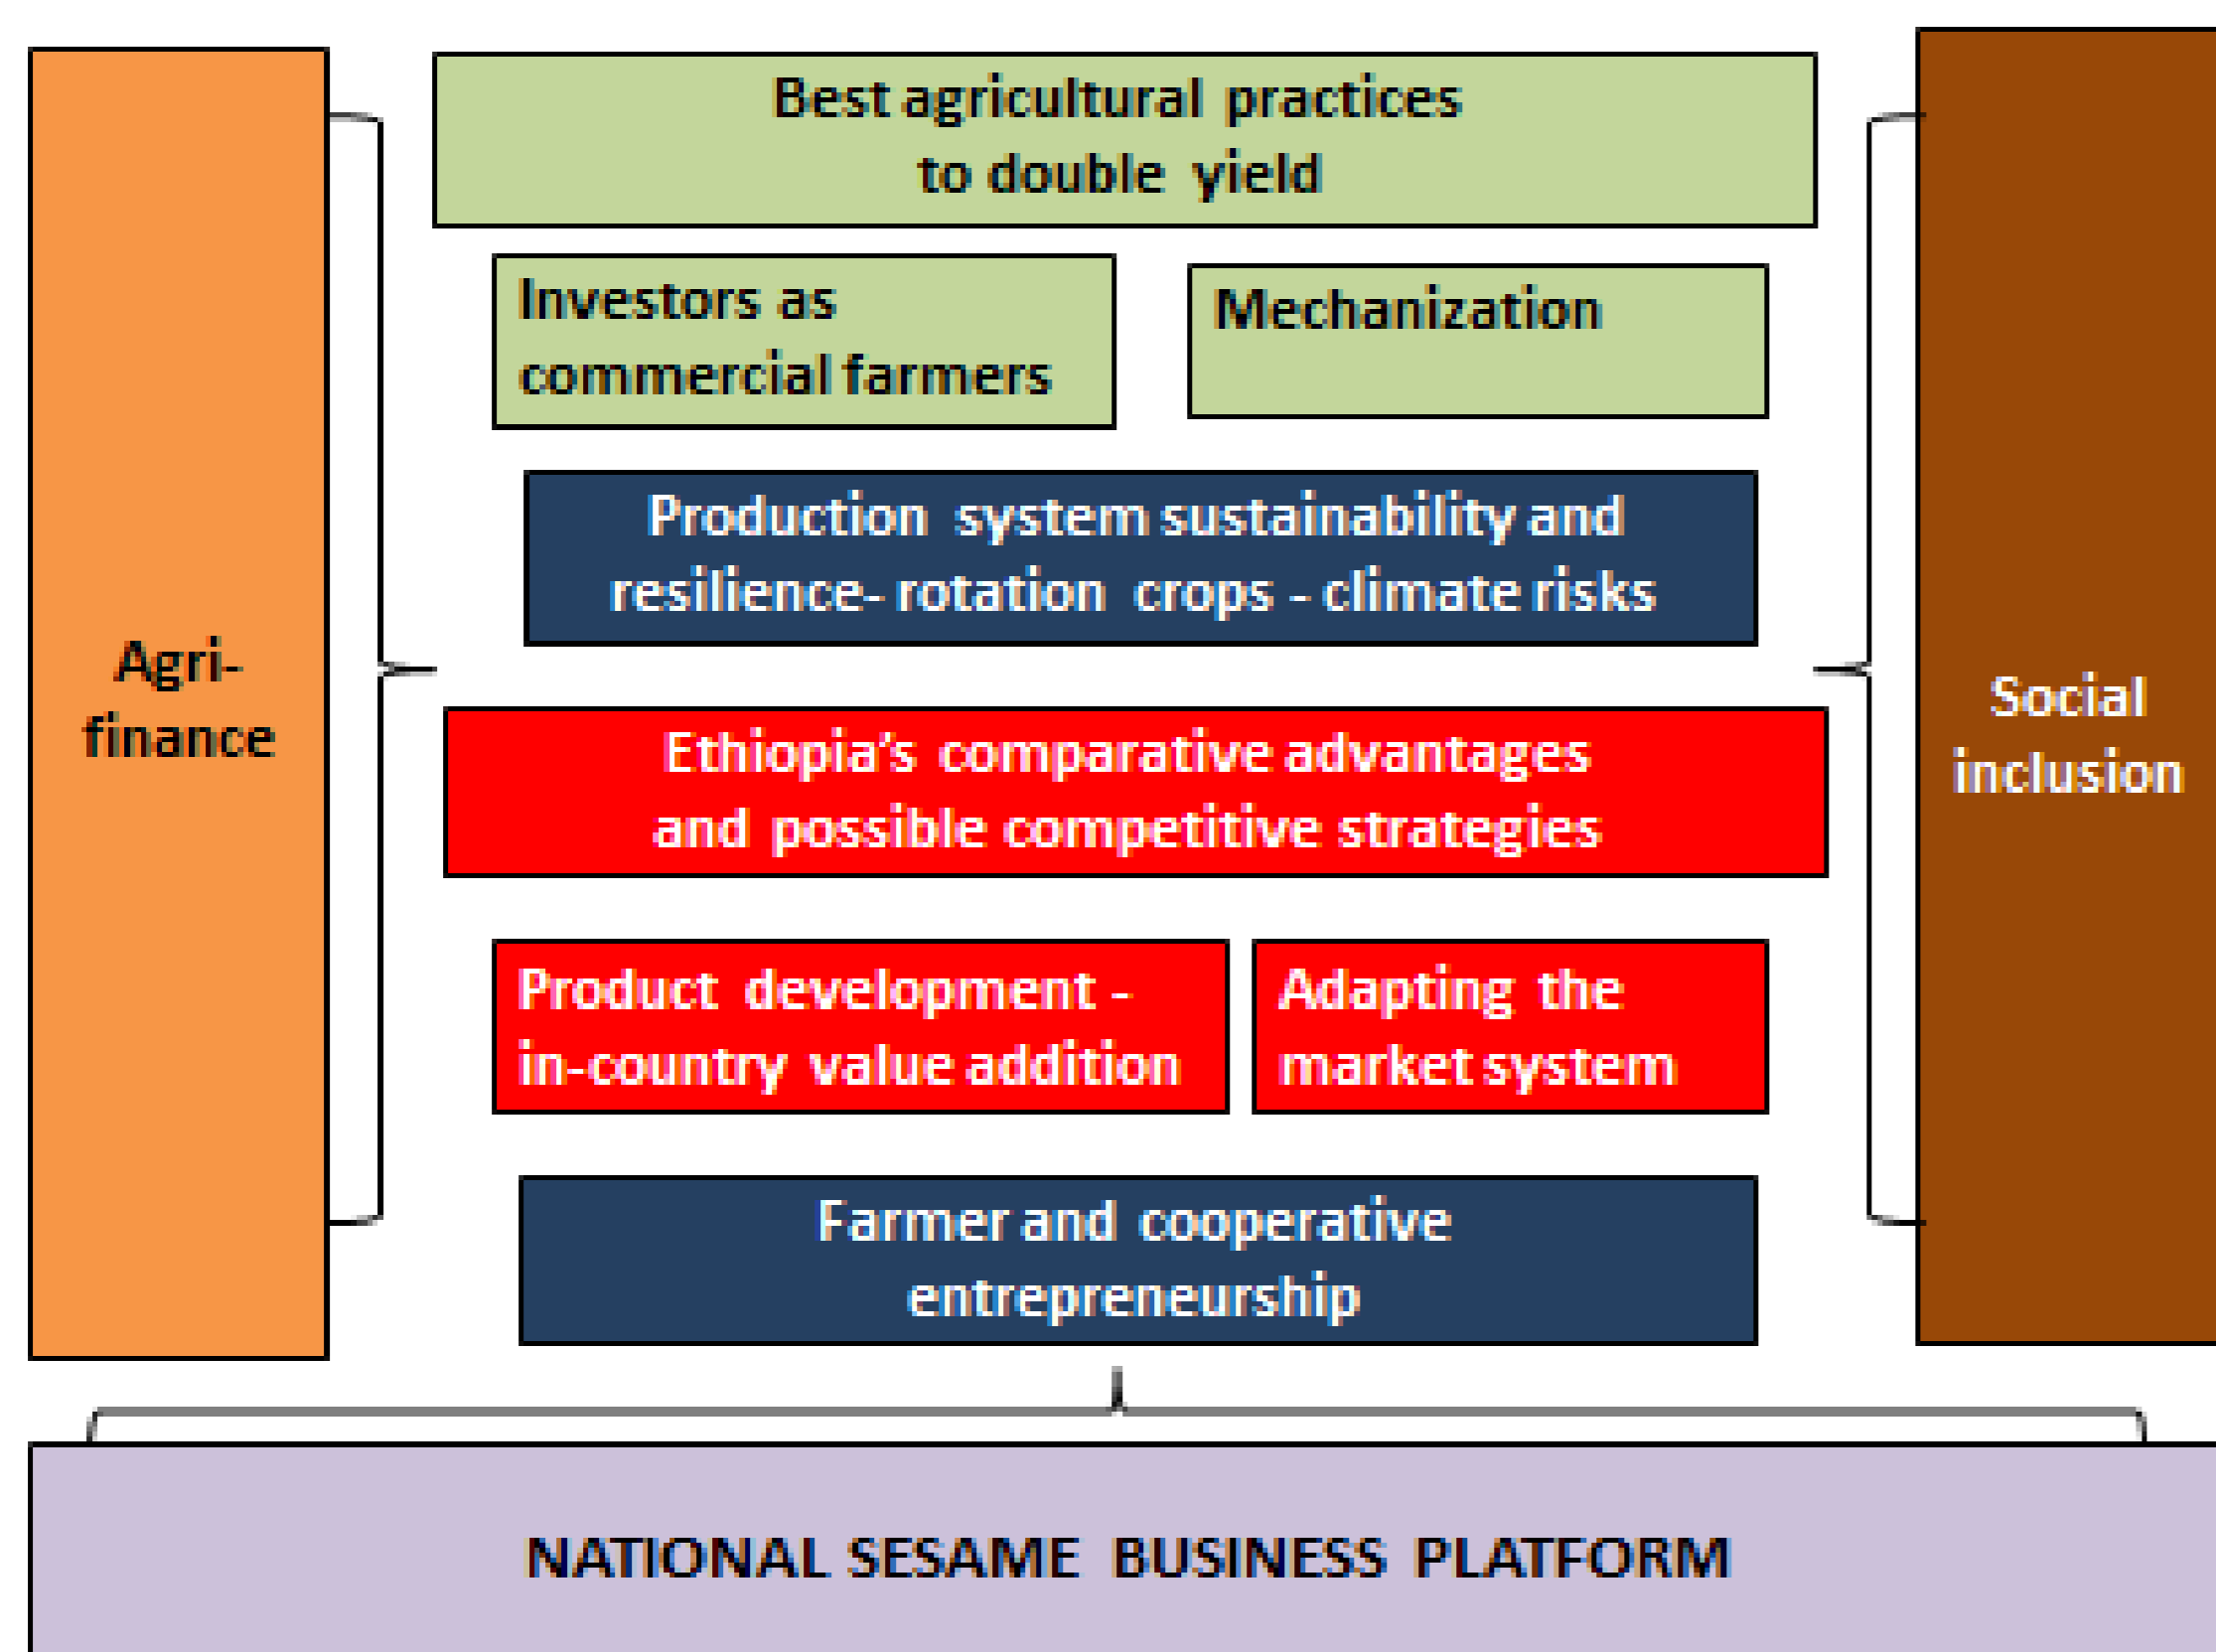 Best agricultural practices
to double yield
Investors as
commercial farmers
Mechanization
Production system sustainability and
resilience- rotation crops - climate risks
Agri-
finance
Social
inclusion
Ethiopia's comparative advantages
and possible competitive strategies
Product development -
in-country value addition
Adapting the
market system
Farmer and cooperative
entrepreneurship
NATIONAL SESAME BUSINESS PLATFORM